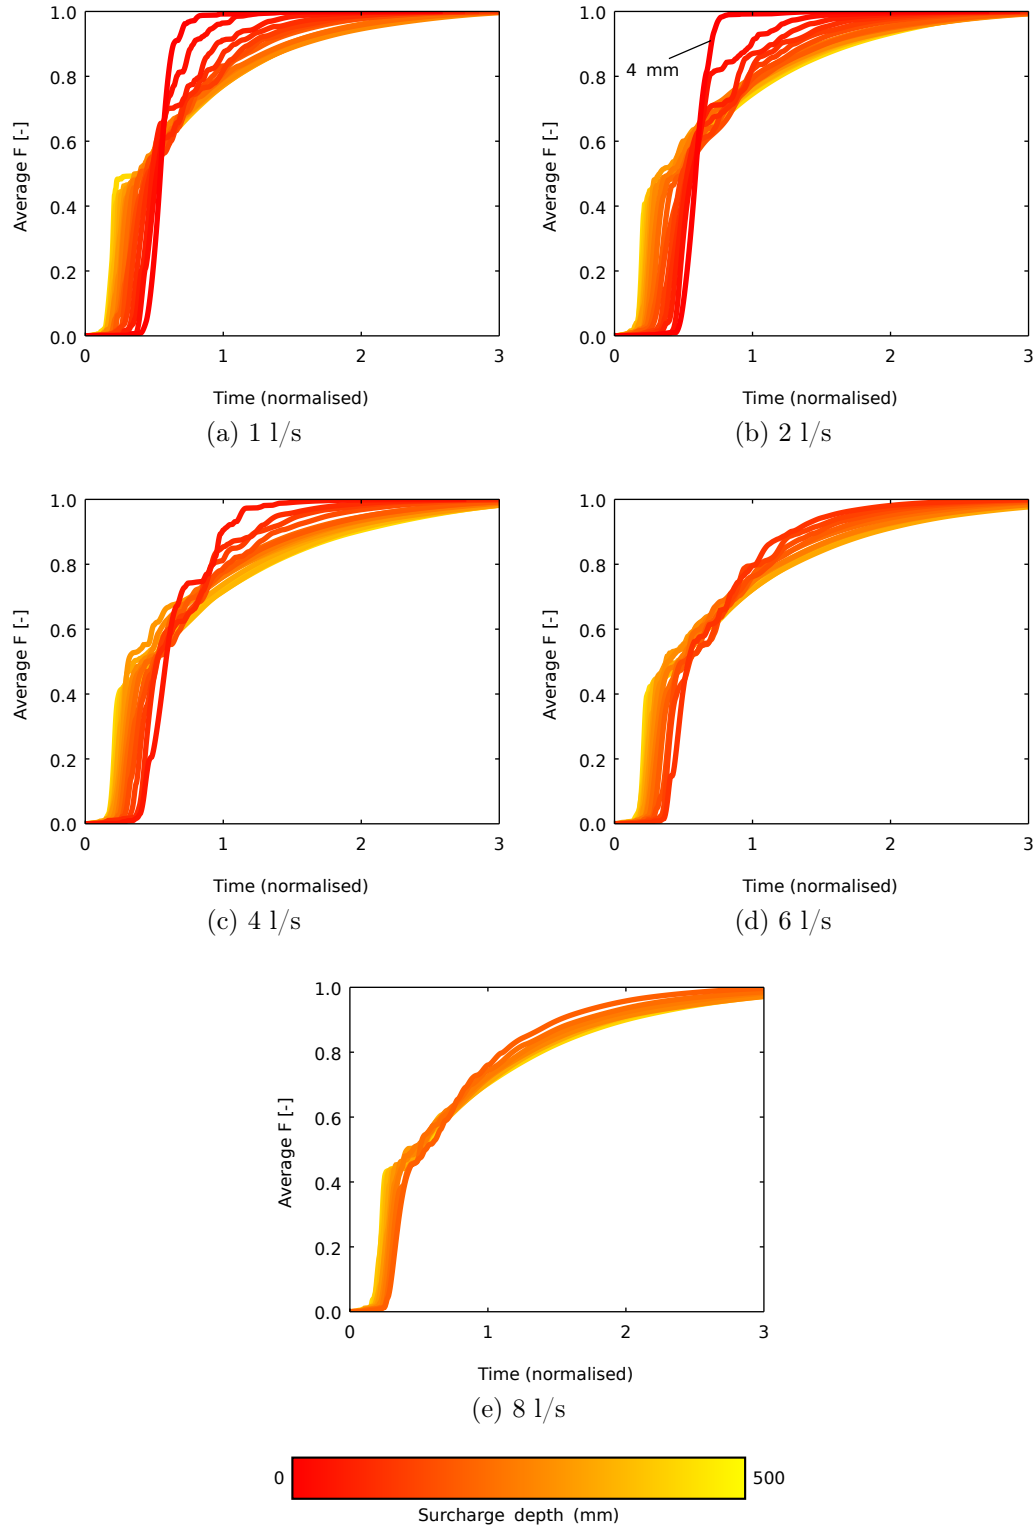 1.0
0.8
0.6
0.4
0.2
0.0
Average F [-]
0 1 2 3
Time (normalised)
(a) 1 l/s
1.0
0.8
0.6
0.4
0.2
0.0
Average F [-]
4 mm
0 1 2 3
Time (normalised)
(b) 2 l/s
1.0
0.8
0.6
0.4
0.2
0.0
Average F [-]
0 1 2 3
Time (normalised)
(c) 4 l/s
1.0
0.8
0.6
0.4
0.2
0.0
Average F [-]
0 1 2 3
Time (normalised)
(d) 6 l/s
1.0
0.8
0.6
0.4
0.2
0.0
Average F [-]
0 1 2 3
Time (normalised)
(e) 8 l/s
0 500
Surcharge depth (mm)